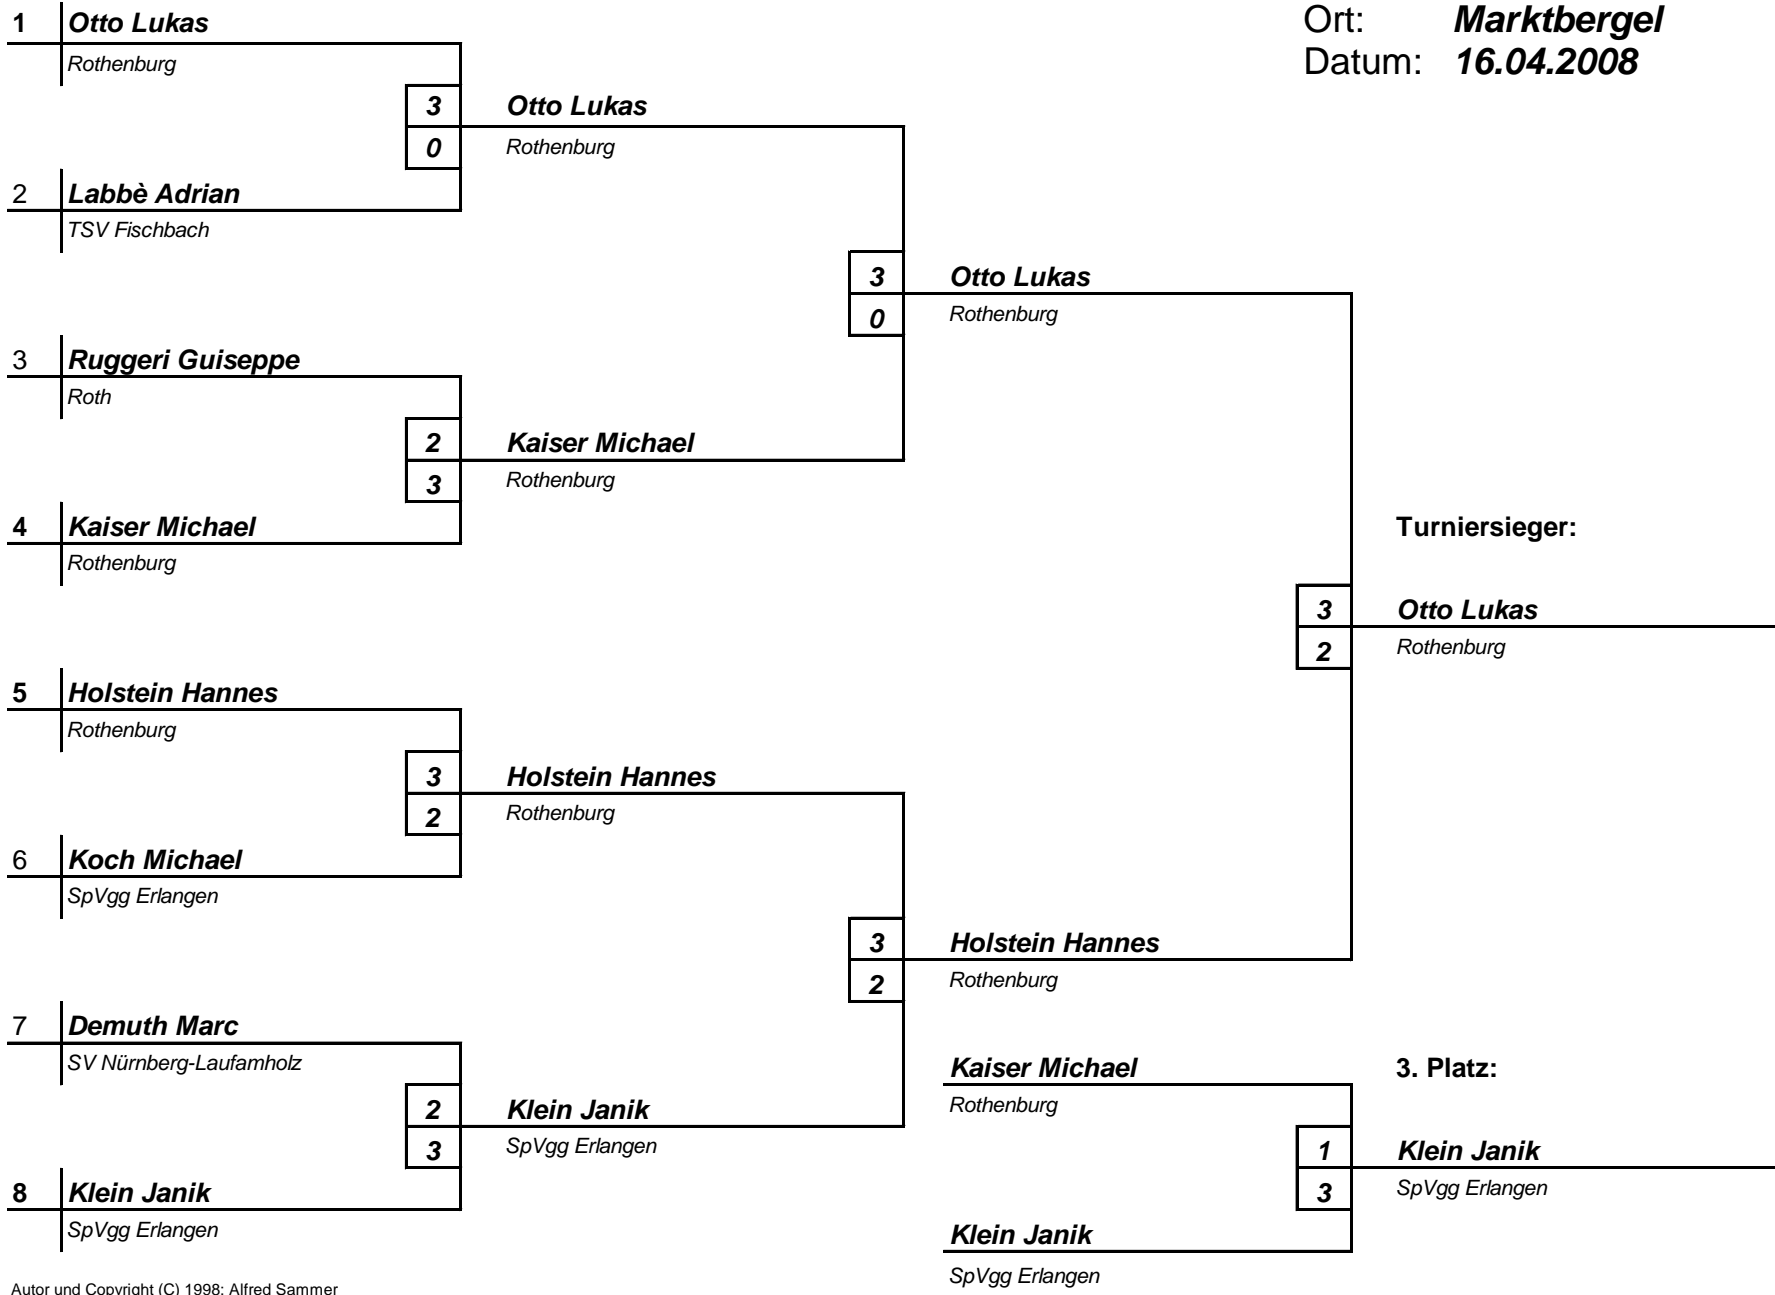 Ort: Marktbergel
Datum: 16.04.2008
1 Otto Lukas
Rothenburg
3 Otto Lukas
0 Rothenburg
2 Labbè Adrian
TSV Fischbach
3 Otto Lukas
0 Rothenburg
3 Ruggeri Guiseppe
Roth
2 Kaiser Michael
3 Rothenburg
4 Kaiser Michael
Rothenburg
Turniersieger:
3 Otto Lukas
2 Rothenburg
5 Holstein Hannes
Rothenburg
3 Holstein Hannes
2 Rothenburg
6 Koch Michael
SpVgg Erlangen
3 Holstein Hannes
2 Rothenburg
7 Demuth Marc
SV Nürnberg-Laufamholz
2 Klein Janik
3 SpVgg Erlangen
8 Klein Janik
SpVgg Erlangen
Kaiser Michael
Rothenburg
3. Platz:
1 Klein Janik
3 SpVgg Erlangen
Klein Janik
SpVgg Erlangen
Autor und Copyright (C) 1998: Alfred Sammer